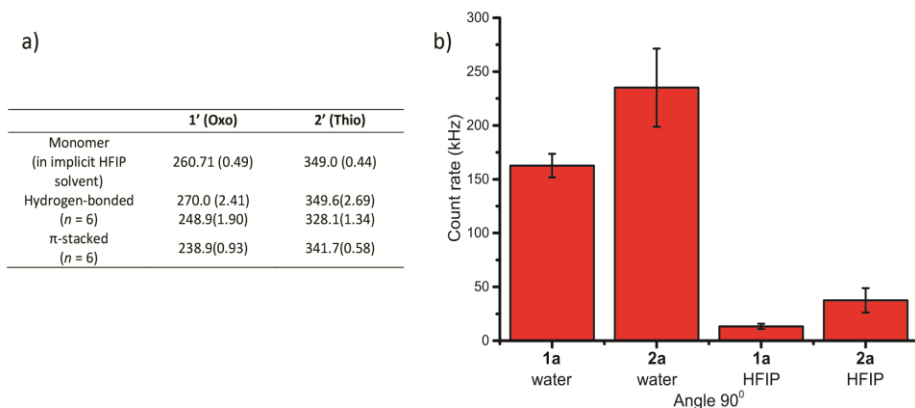 a)
1’ (Oxo) 2’ (Thio)
Monomer
(in implicit HFIP
solvent)
260.71 (0.49) 349.0 (0.44)
Hydrogen-bonded
(n = 6)
270.0 (2.41) 349.6(2.69)
248.9(1.90) 328.1(1.34)
π-stacked
(n = 6)
238.9(0.93) 341.7(0.58)
b)
Count rate (kHz)
300
250
200
150
100
50
0
1a 2a 1a 2a
water water HFIP HFIP
Angle 90⁰